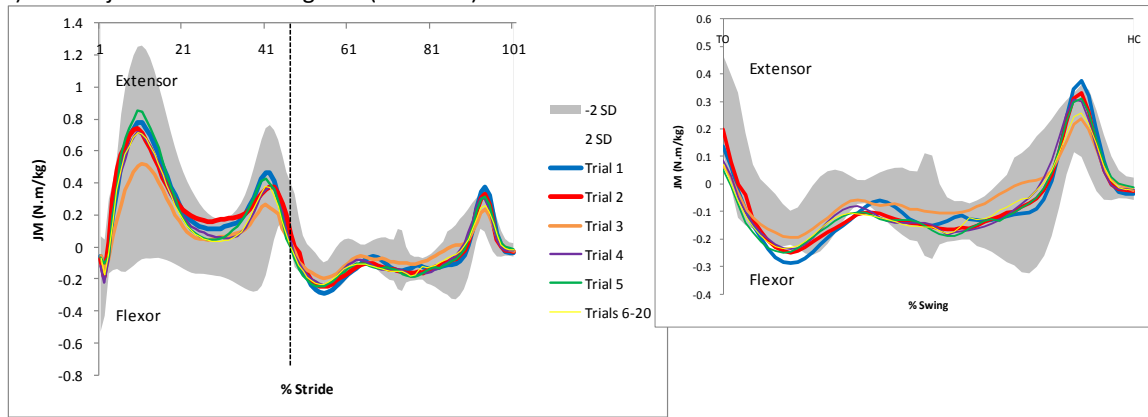 1.4
1.2
1
0.8
0.6
0.4
0.2
0
-0.2
-0.4
-0.6
-0.8
1
21
41
61
81
101
Extensor
Flexor
JM (N.m/kg)
% Stride
-2 SD
2 SD
Trial 1
Trial 2
Trial 3
Trial 4
Trial 5
Trials 6-20
0.6
0.5
0.4
0.3
0.2
0.1
0
-0.1
-0.2
-0.3
-0.4
TO
HC
Extensor
Flexor
JM (N.m/kg)
% Swing